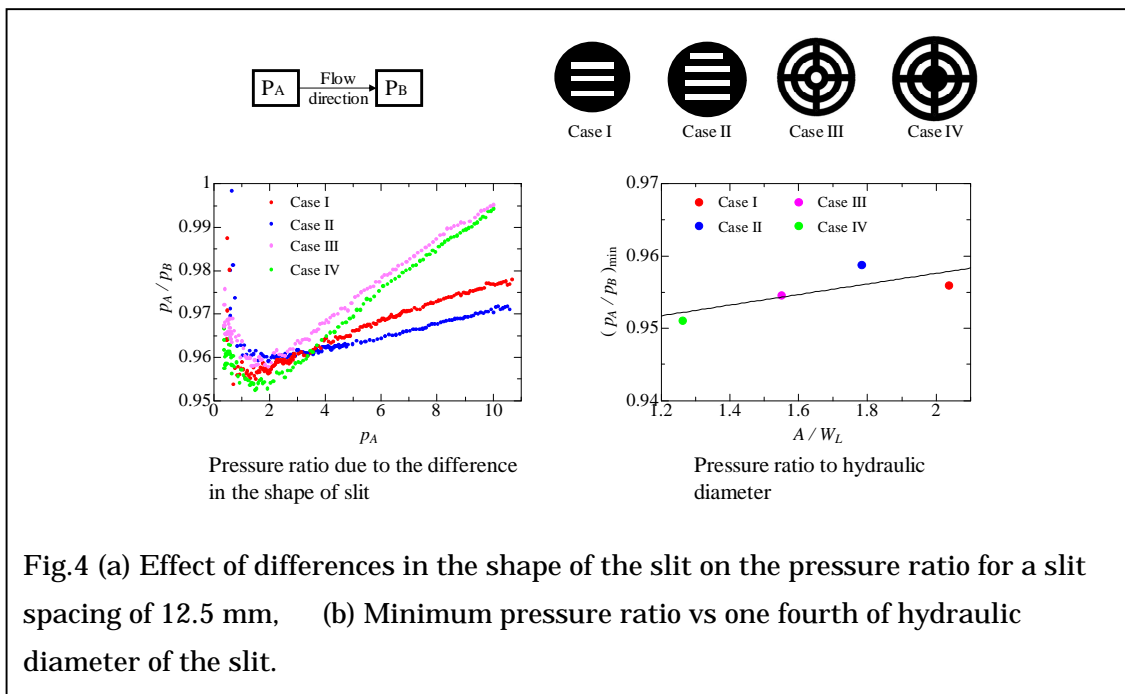 PA Flow direction PB
Case I Case II Case III Case IV
1
0.99
0.98
0.97
0.96
0.95
0 2 4 6 8 10
pA / pB
pA
Case I
Case II
Case III
Case IV
Pressure ratio due to the difference
in the shape of slit
0.97
0.96
0.95
0.94
1.2 1.4 1.6 1.8 2
(pA / pB)min
A / WL
Case I Case III
Case II Case IV
Pressure ratio to hydraulic
diameter
Fig.4 (a) Effect of differences in the shape of the slit on the pressure ratio for a slit
spacing of 12.5 mm, (b) Minimum pressure ratio vs one fourth of hydraulic
diameter of the slit.